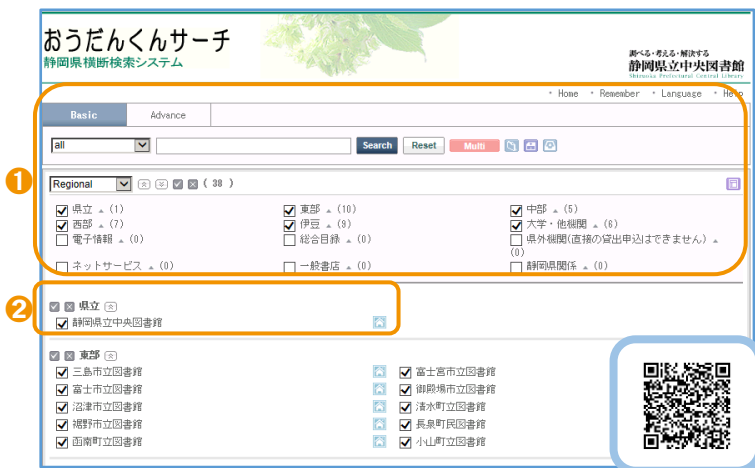 おうだんくんサーチ
静岡県横断検索システム
調べる・考える・解決する
静岡県立中央図書館
Shizuoka Prefectural Central Library
・Home ・Remember ・Language ・Help
Basic Advance
all Search Reset Multi
1
Regional ( 38 )
県立 (1) 東部 (10) 中部 (5)
西部 (7) 伊豆 (9) 大学・他機関 (6)
電子情報 (0) 総合目録 (0) 県外機関(直接の貸出申込はできません)
(0)
ネットサービス (0) 一般書店 (0) 静岡県関係 (0)
2
県立
静岡県立中央図書館
東部
三島市立図書館 富士宮市立図書館
富士市立図書館 御殿場市立図書館
沼津市立図書館 清水町立図書館
裾野市立図書館 長泉町民図書館
函南町立図書館 小山町立図書館